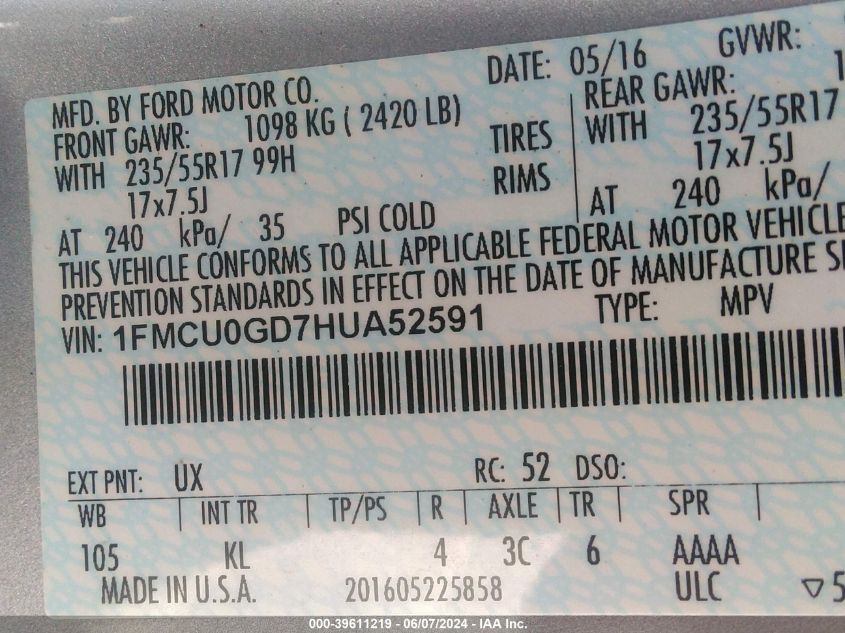 MFD. BY FORD MOTOR CO. DATE: 05/16 GVWR:
FRONT GAWR: 1098 KG ( 2420 LB) REAR GAWR: 1
WITH 235/55R17 99H TIRES WITH 235/55R17
17x7.5J RIMS 17x7.5J
AT 240 kPa/ 35 PSI COLD AT 240 kPa/
THIS VEHICLE CONFORMS TO ALL APPLICABLE FEDERAL MOTOR VEHICLE
PREVENTION STANDARDS IN EFFECT ON THE DATE OF MANUFACTURE S
VIN: 1FMCU0GD7HUA52591 TYPE: MPV
EXT PNT: UX RC: 52 DSO:
WB INT TR TP/PS R AXLE TR SPR
105 KL 4 3C 6 AAAA
MADE IN U.S.A. 201605225858 ULC ▽5
000-39611219 - 06/07/2024 - IAA Inc.